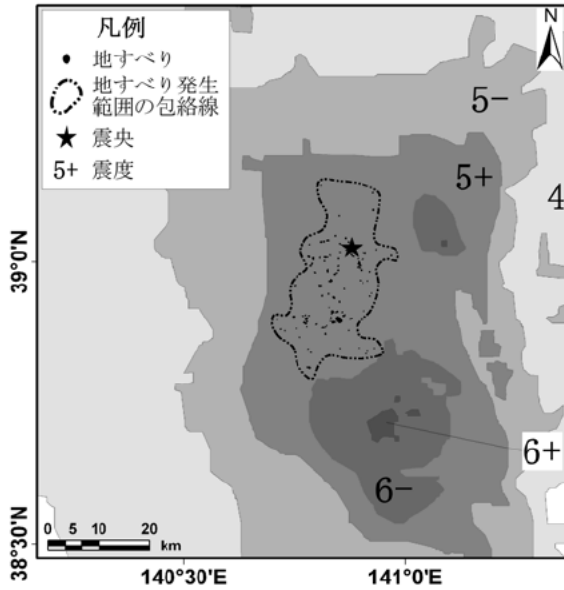 凡例
地すべり
地すべり発生
範囲の包絡線
震央
5+ 震度
N
5-
5+
4
39°0'N
6+
6-
38°30'N
0 5 10 20
km
140°30'E
141°0'E